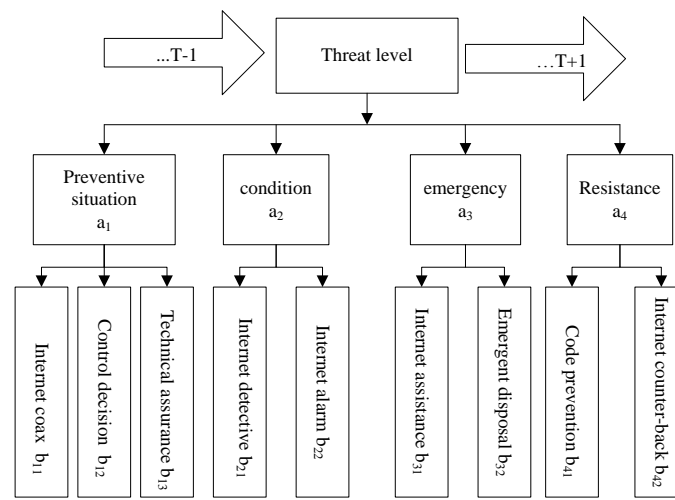 ...T-1
Threat level
…T+1
Preventive
situation
a₁
condition
a₂
emergency
a₃
Resistance
a₄
Internet coax b₁₁
Control decision b₁₂
Technical assurance b₁₃
Internet detective b₂₁
Internet alarm b₂₂
Internet assistance b₃₁
Emergent disposal b₃₂
Code prevention b₄₁
Internet counter-back b₄₂